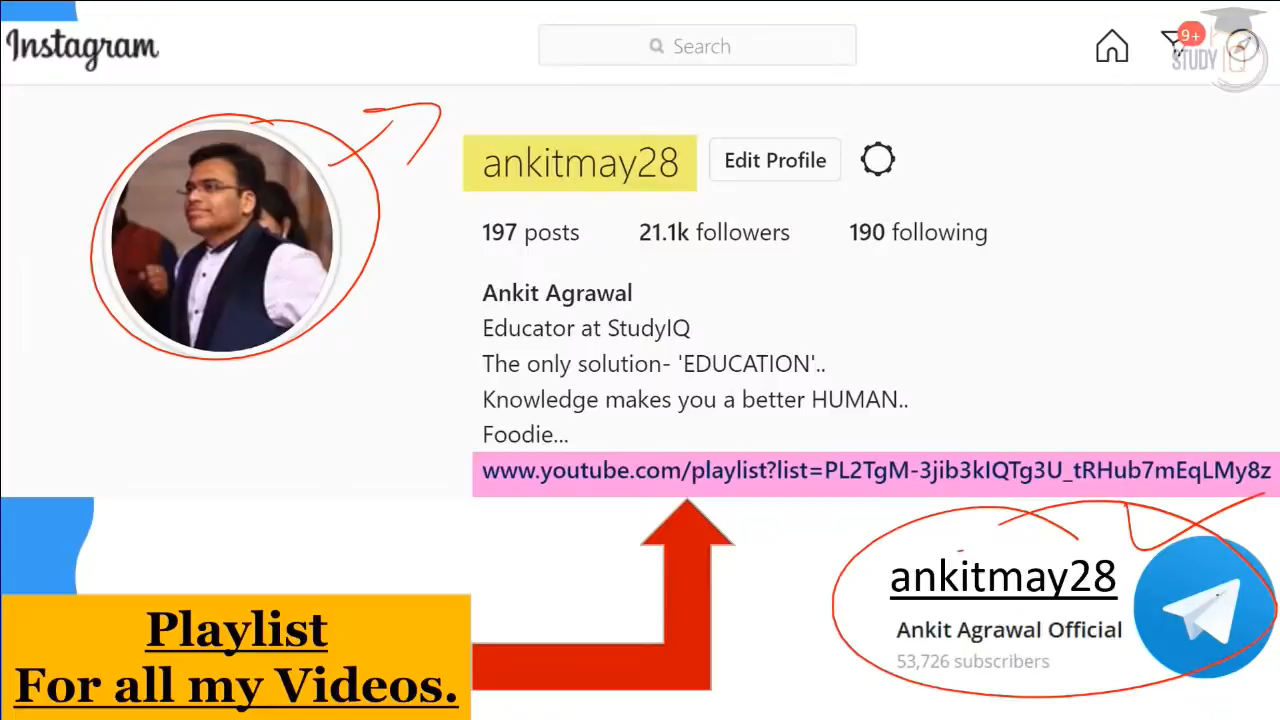 Instagram
Search
9+
STUDY IQ
ankitmay28
Edit Profile
197 posts
21.1k followers
190 following
Ankit Agrawal
Educator at StudyIQ
The only solution- 'EDUCATION'..
Knowledge makes you a better HUMAN..
Foodie...
www.youtube.com/playlist?list=PL2TgM-3jib3kIQTg3U_tRHub7mEqLMy8z
ankitmay28
Ankit Agrawal Official
53,726 subscribers
Playlist
For all my Videos.